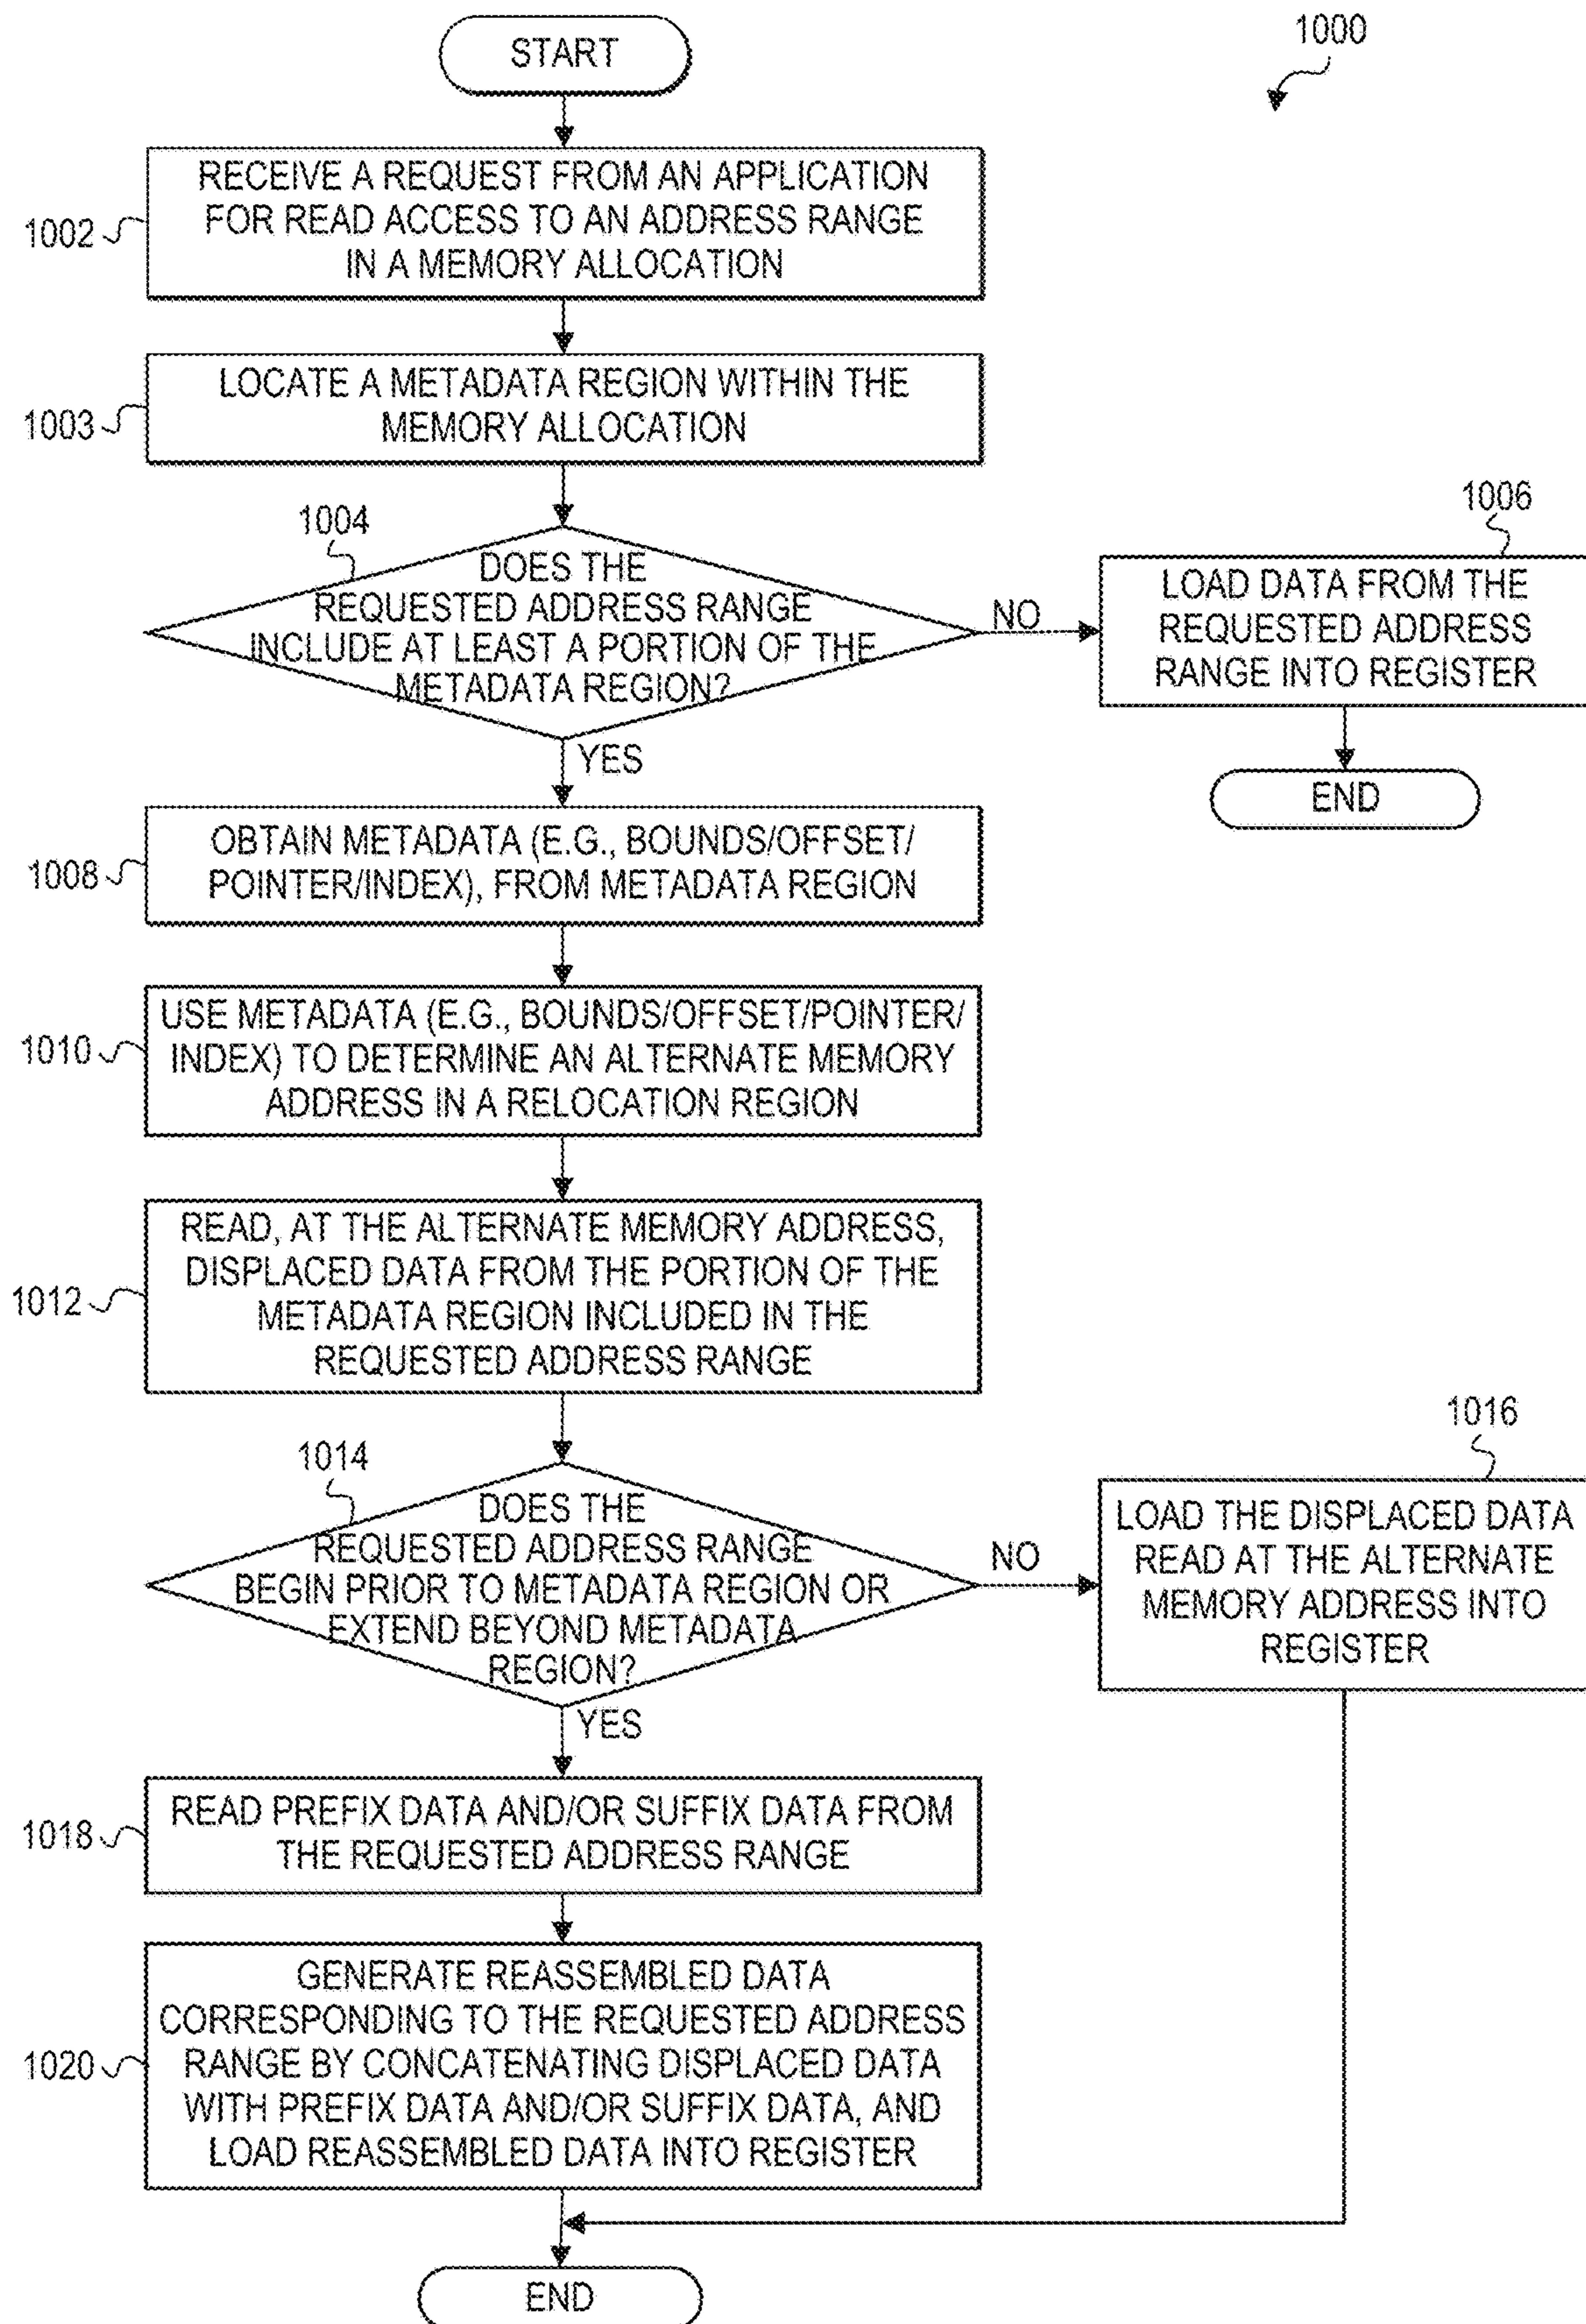 START
1000
RECEIVE A REQUEST FROM AN APPLICATION
FOR READ ACCESS TO AN ADDRESS RANGE
IN A MEMORY ALLOCATION
1002
LOCATE A METADATA REGION WITHIN THE
MEMORY ALLOCATION
1003
1004
DOES THE
REQUESTED ADDRESS RANGE
INCLUDE AT LEAST A PORTION OF THE
METADATA REGION?
NO
1006
LOAD DATA FROM THE
REQUESTED ADDRESS
RANGE INTO REGISTER
END
YES
OBTAIN METADATA (E.G., BOUNDS/OFFSET/
POINTER/INDEX), FROM METADATA REGION
1008
USE METADATA (E.G., BOUNDS/OFFSET/POINTER/
INDEX) TO DETERMINE AN ALTERNATE MEMORY
ADDRESS IN A RELOCATION REGION
1010
READ, AT THE ALTERNATE MEMORY ADDRESS,
DISPLACED DATA FROM THE PORTION OF THE
METADATA REGION INCLUDED IN THE
REQUESTED ADDRESS RANGE
1012
1014
DOES THE
REQUESTED ADDRESS RANGE
BEGIN PRIOR TO METADATA REGION OR
EXTEND BEYOND METADATA
REGION?
NO
1016
LOAD THE DISPLACED DATA
READ AT THE ALTERNATE
MEMORY ADDRESS INTO
REGISTER
YES
READ PREFIX DATA AND/OR SUFFIX DATA FROM
THE REQUESTED ADDRESS RANGE
1018
GENERATE REASSEMBLED DATA
CORRESPONDING TO THE REQUESTED ADDRESS
RANGE BY CONCATENATING DISPLACED DATA
WITH PREFIX DATA AND/OR SUFFIX DATA, AND
LOAD REASSEMBLED DATA INTO REGISTER
1020
END